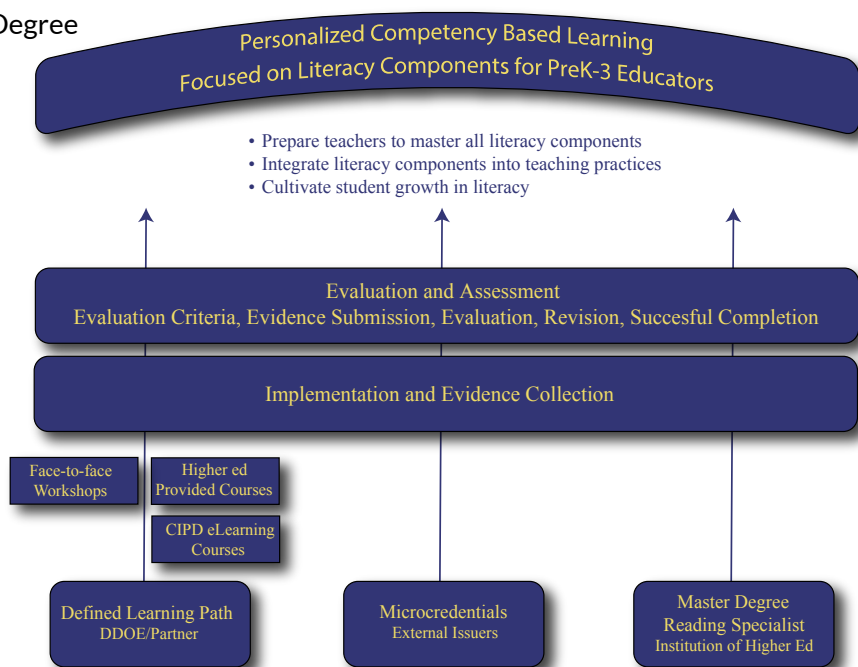 Degree
Personalized Competency Based Learning
Focused on Literacy Components for PreK-3 Educators
• Prepare teachers to master all literacy components
• Integrate literacy components into teaching practices
• Cultivate student growth in literacy
Evaluation and Assessment
Evaluation Criteria, Evidence Submission, Evaluation, Revision, Succesful Completion
Implementation and Evidence Collection
Face-to-face
Workshops
Higher ed
Provided Courses
CIPD eLearning
Courses
Defined Learning Path
DDOE/Partner
Microcredentials
External Issuers
Master Degree
Reading Specialist
Institution of Higher Ed